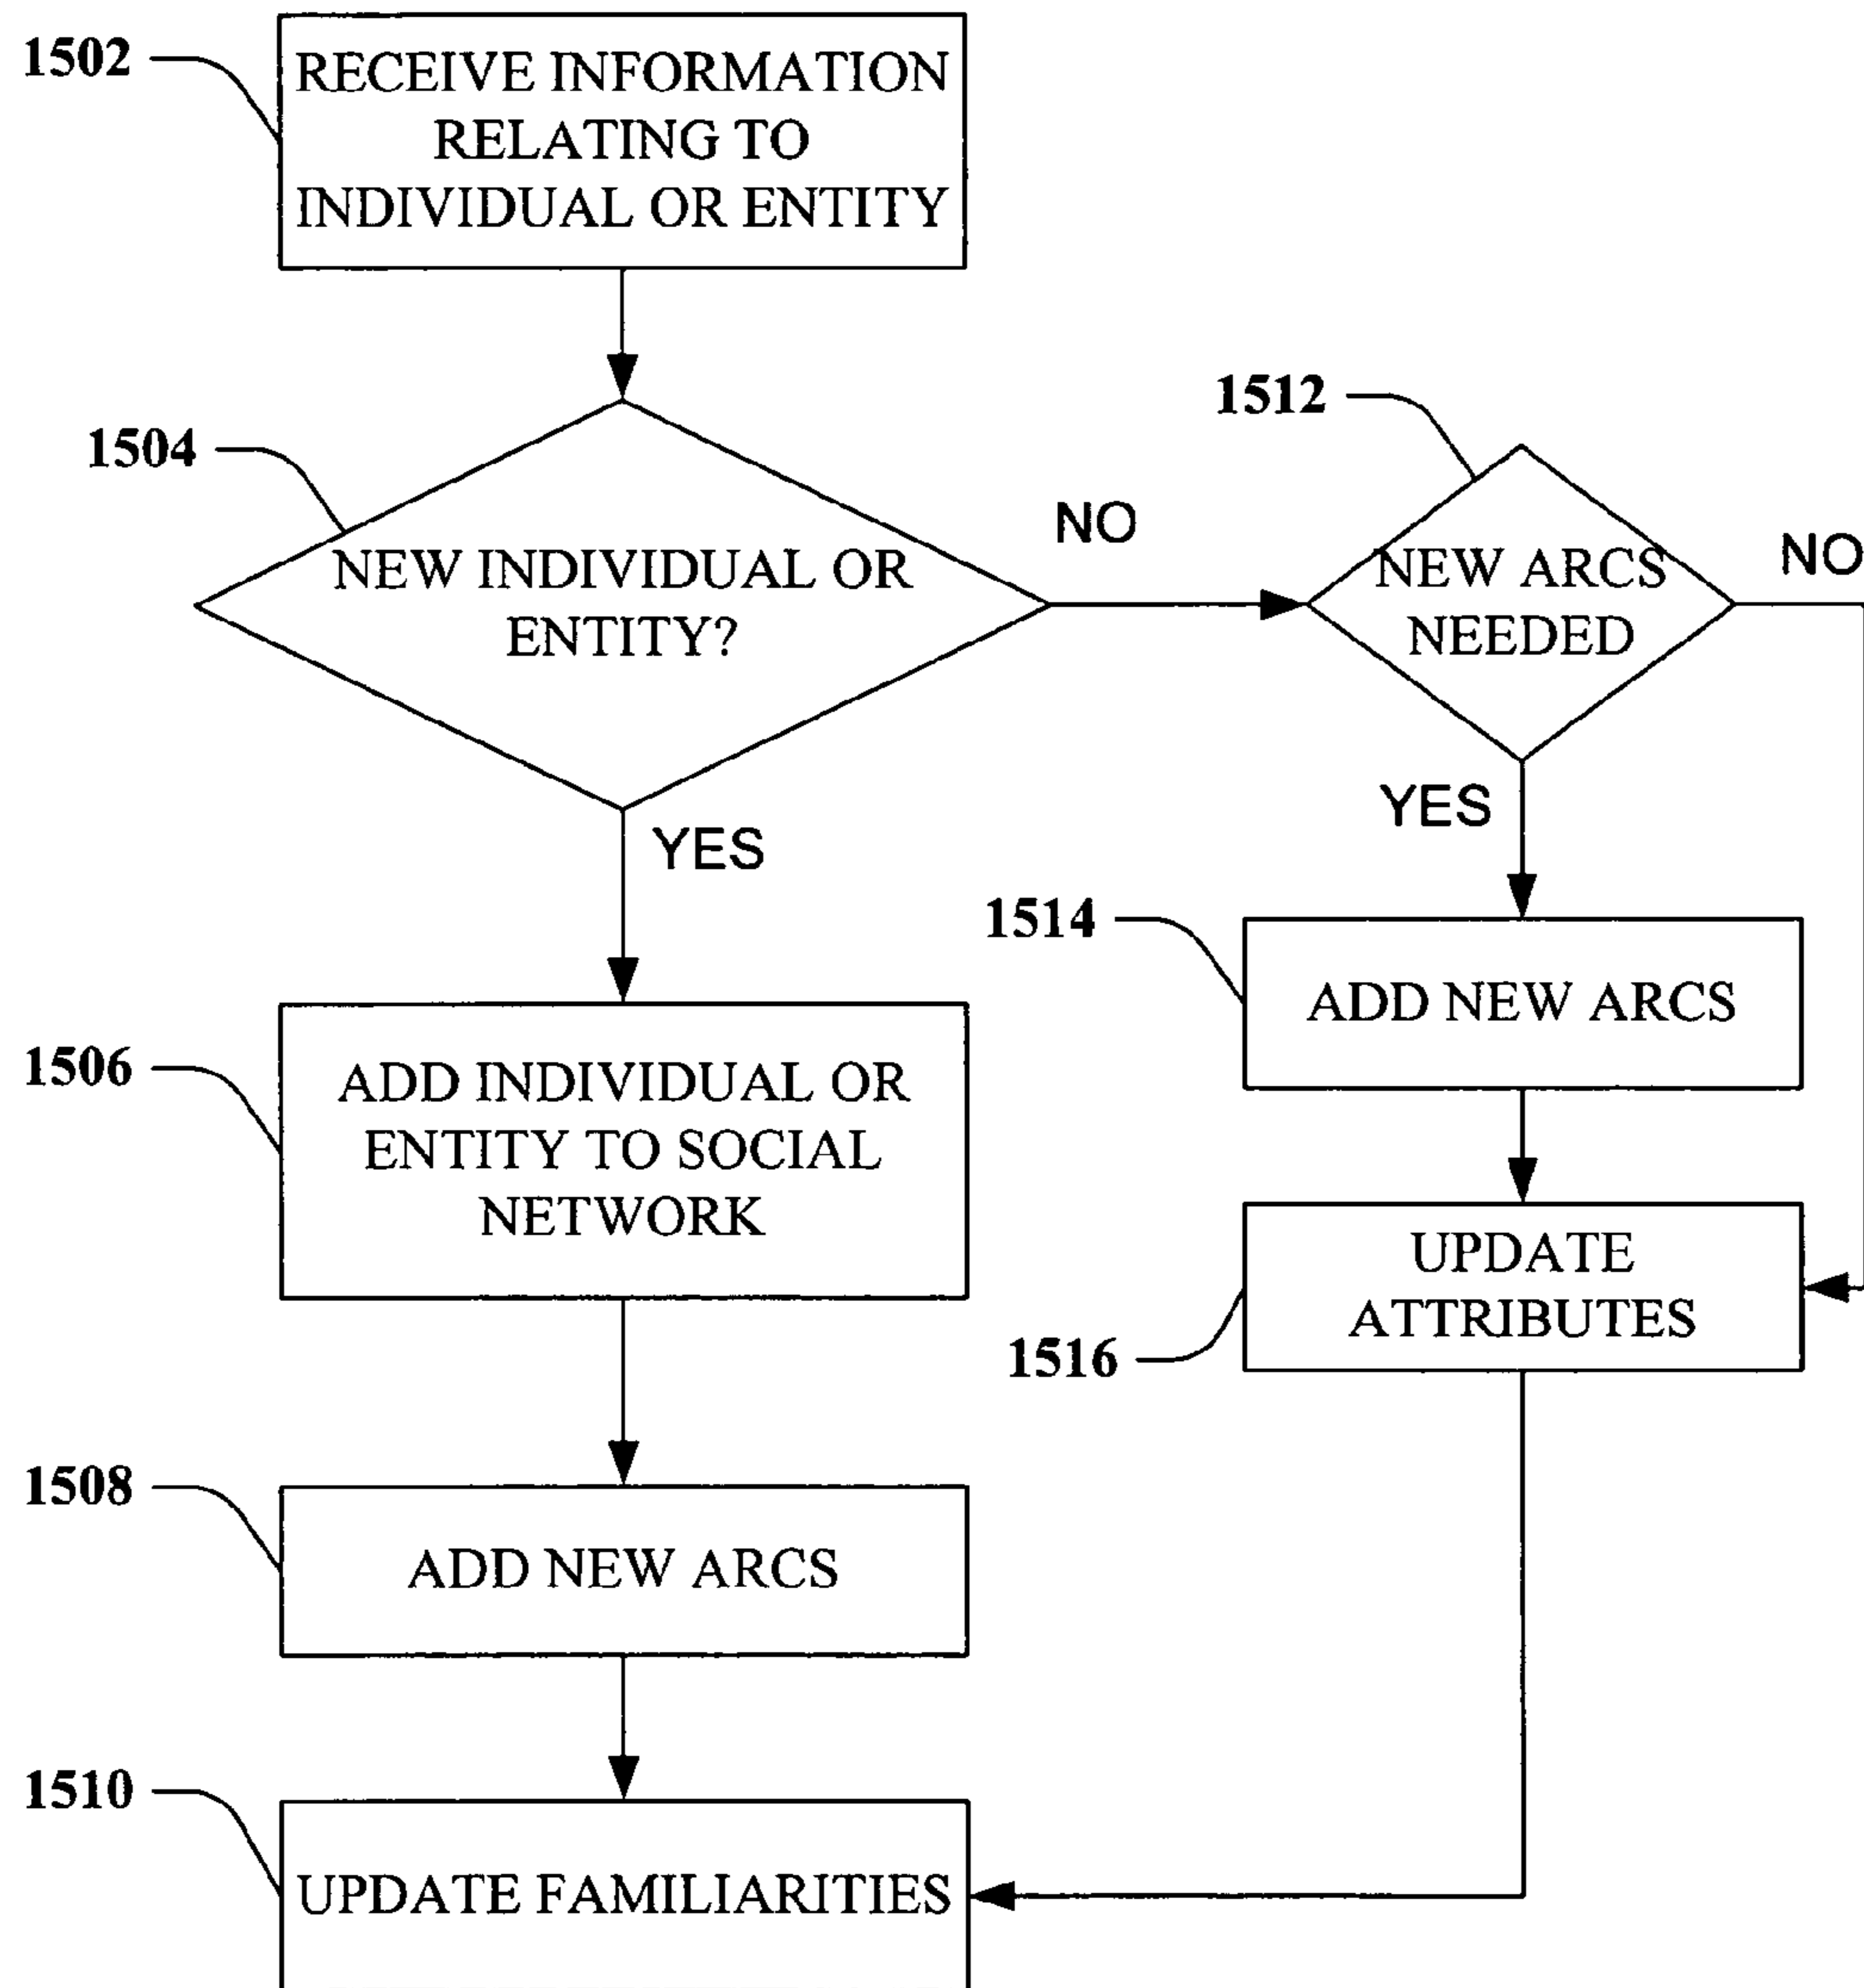 1502
RECEIVE INFORMATION
RELATING TO
INDIVIDUAL OR ENTITY
1504
NEW INDIVIDUAL OR
ENTITY?
NO
YES
1512
NEW ARCS
NEEDED
NO
YES
1514
ADD NEW ARCS
1506
ADD INDIVIDUAL OR
ENTITY TO SOCIAL
NETWORK
1516
UPDATE
ATTRIBUTES
1508
ADD NEW ARCS
1510
UPDATE FAMILIARITIES